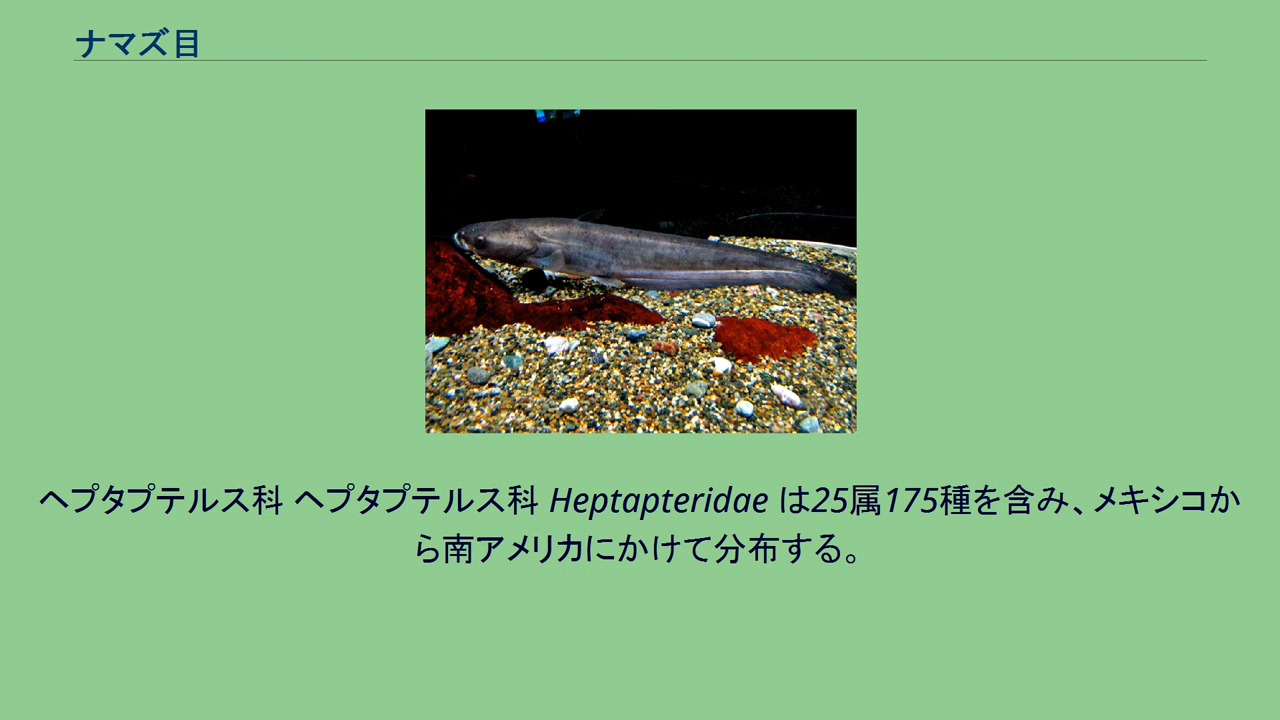 ナマズ目
ヘプタプテルス科 ヘプタプテルス科 Heptapteridae は25属175種を含み、メキシコか
ら南アメリカにかけて分布する。